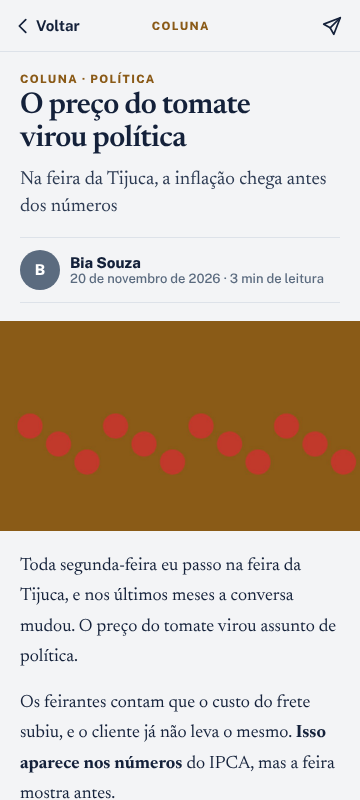 Voltar
COLUNA
COLUNA · POLÍTICA
O preço do tomate
virou política
Na feira da Tijuca, a inflação chega antes
dos números
B
Bia Souza
20 de novembro de 2026 · 3 min de leitura
Toda segunda-feira eu passo na feira da
Tijuca, e nos últimos meses a conversa
mudou. O preço do tomate virou assunto de
política.
Os feirantes contam que o custo do frete
subiu, e o cliente já não leva o mesmo. Isso
aparece nos números do IPCA, mas a feira
mostra antes.